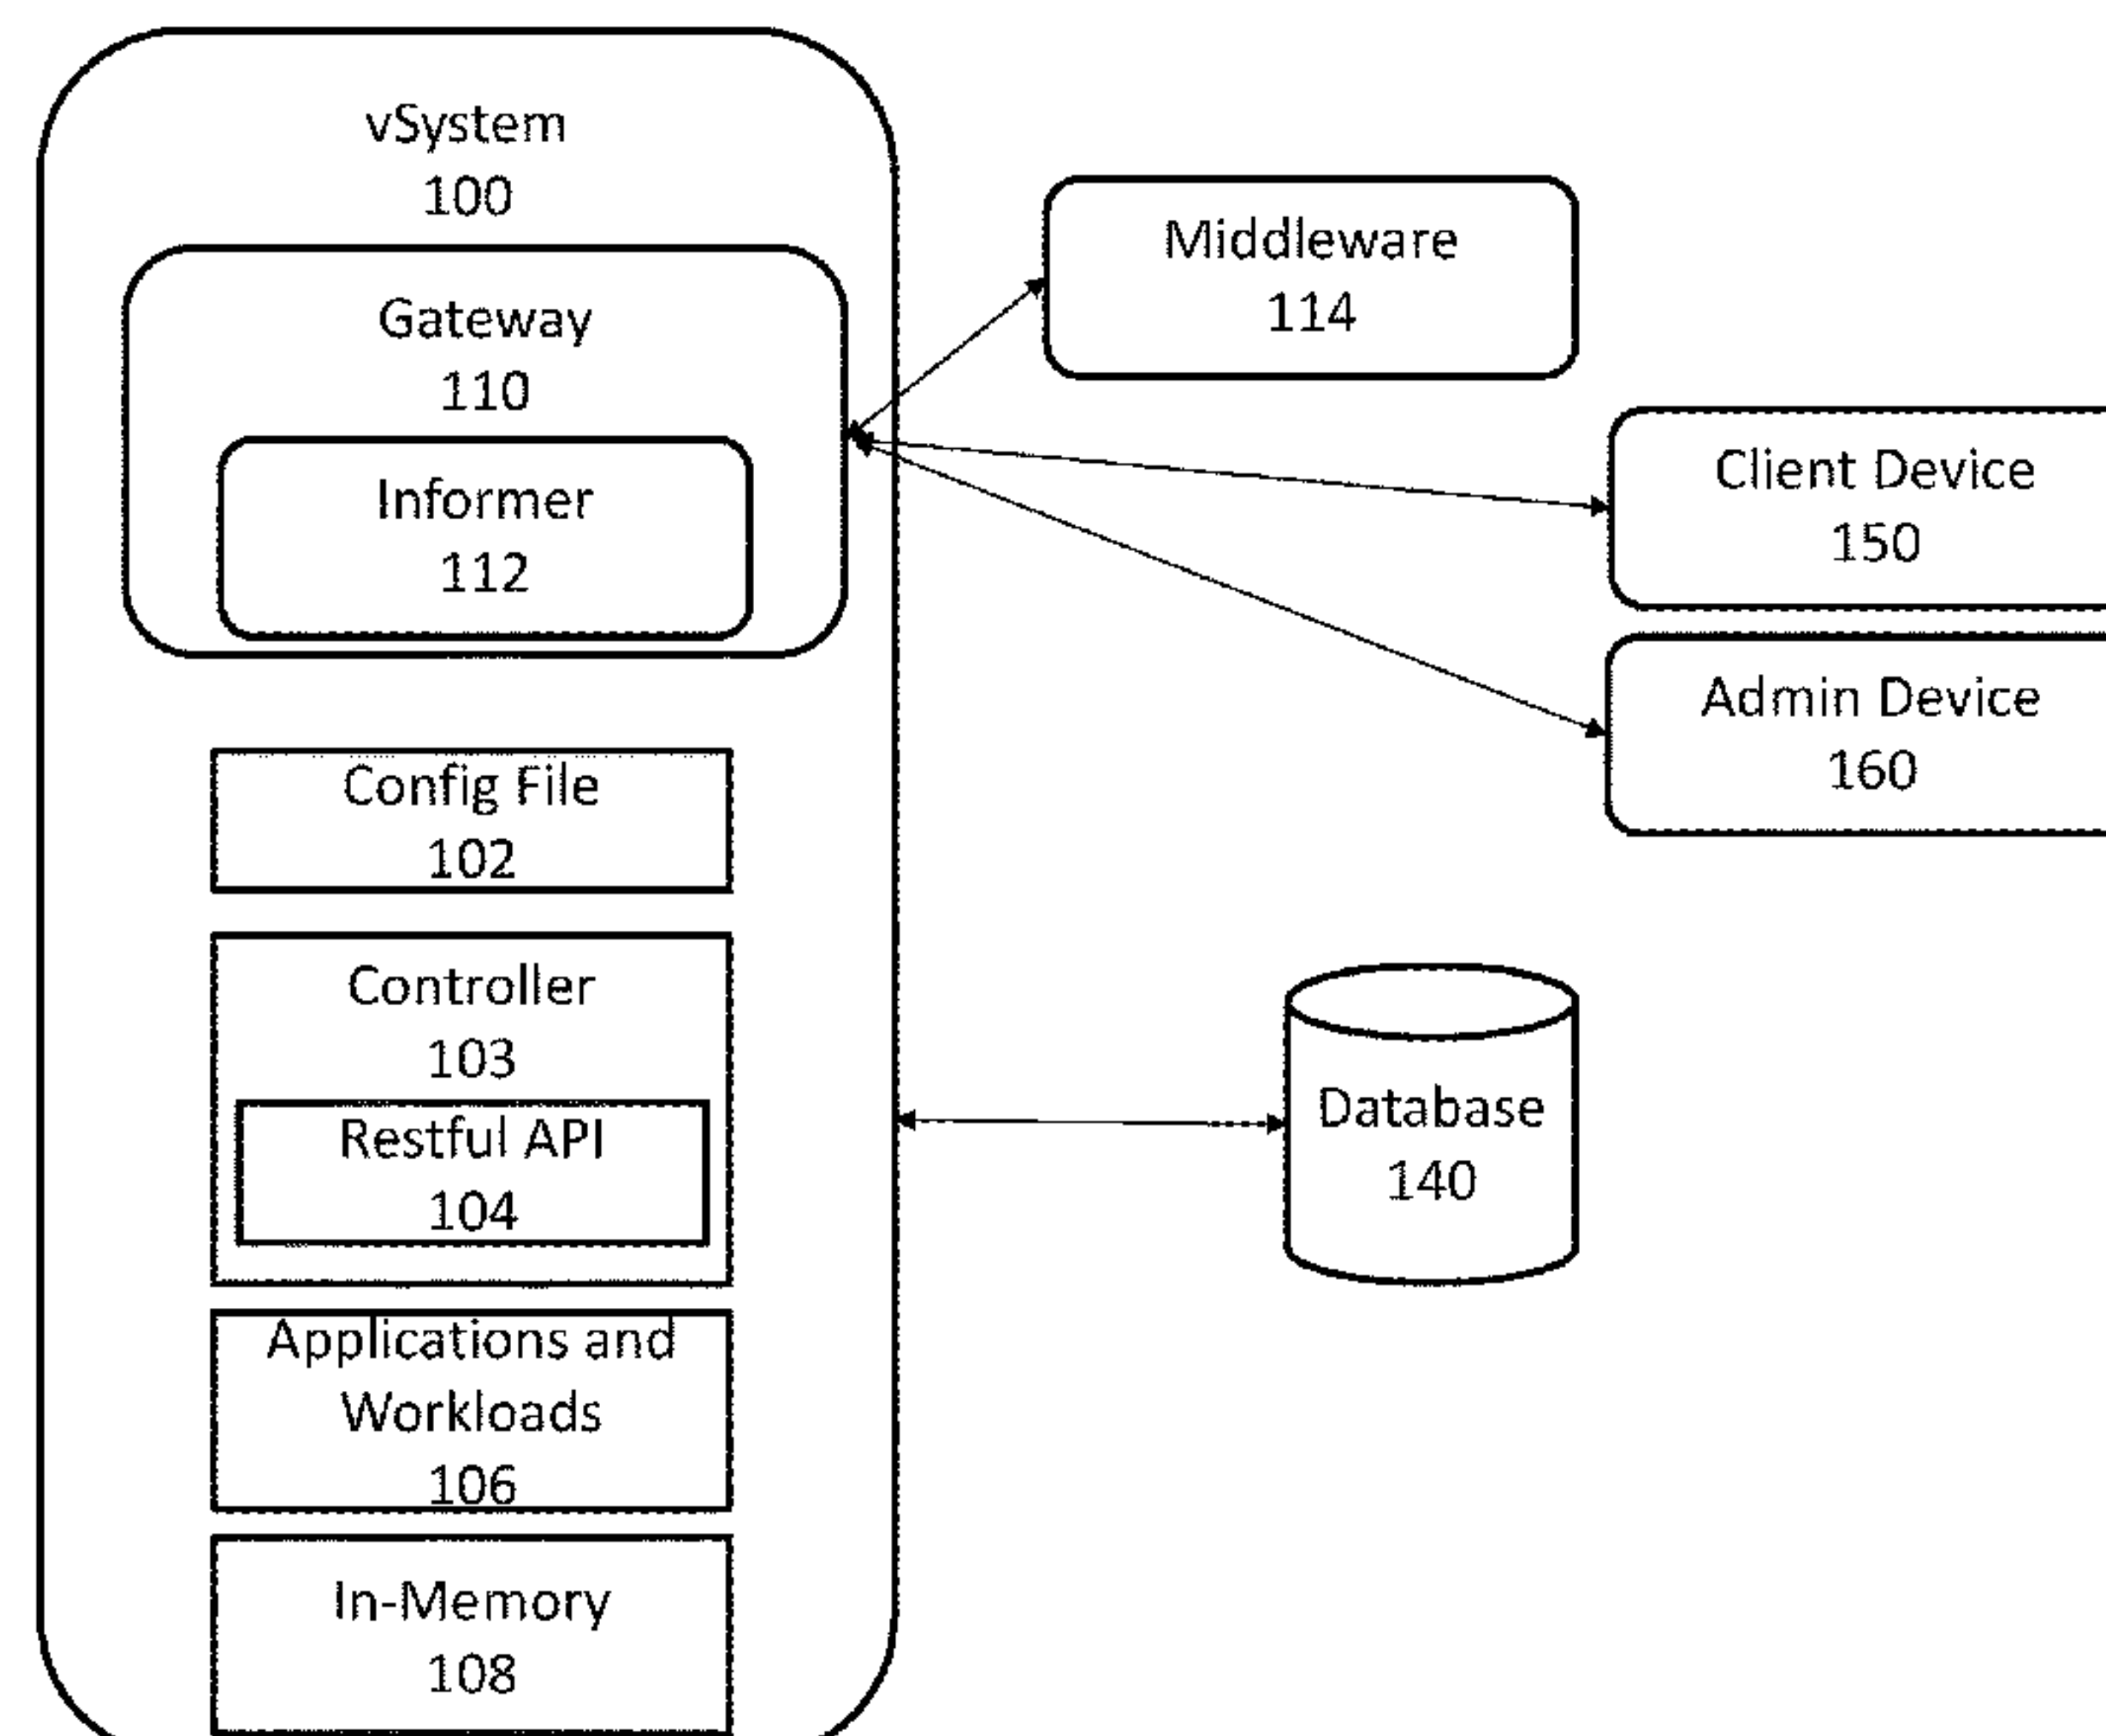 vSystem
100
Gateway
110
Informer
112
Config File
102
Controller
103
Restful API
104
Applications and
Workloads
106
In-Memory
108
Middleware
114
Client Device
150
Admin Device
160
Database
140